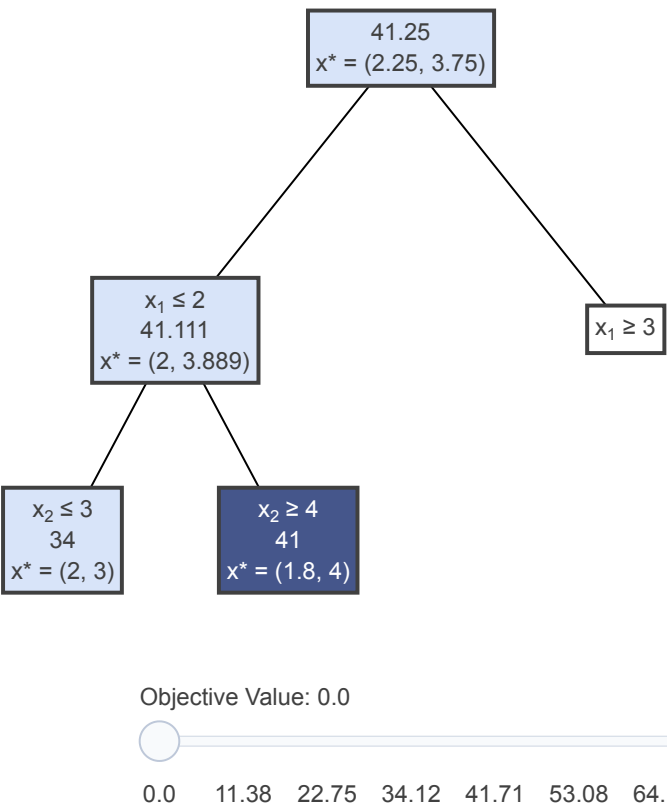 41.25
x* = (2.25, 3.75)
x₁ ≤ 2
41.111
x* = (2, 3.889)
x₁ ≥ 3
x₂ ≤ 3
34
x* = (2, 3)
x₂ ≥ 4
41
x* = (1.8, 4)
Objective Value: 0.0
0.0 11.38 22.75 34.12 41.71 53.08 64.